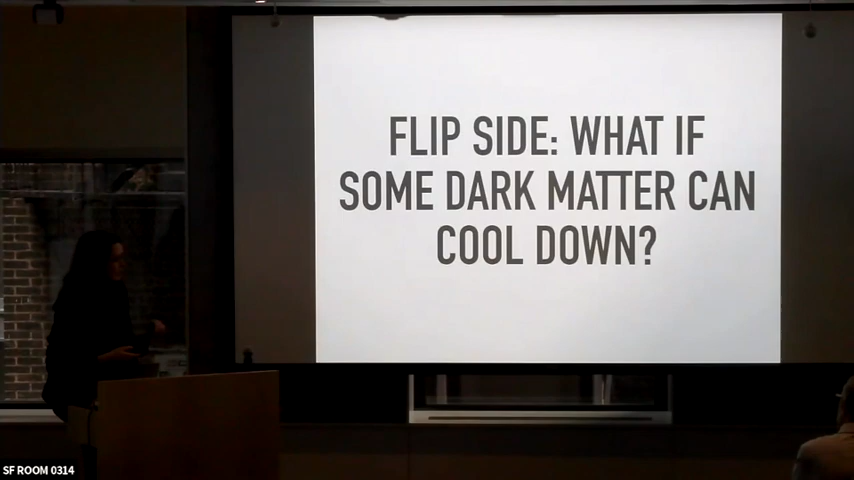 FLIP SIDE: WHAT IF
SOME DARK MATTER CAN
COOL DOWN?
SF ROOM 0314